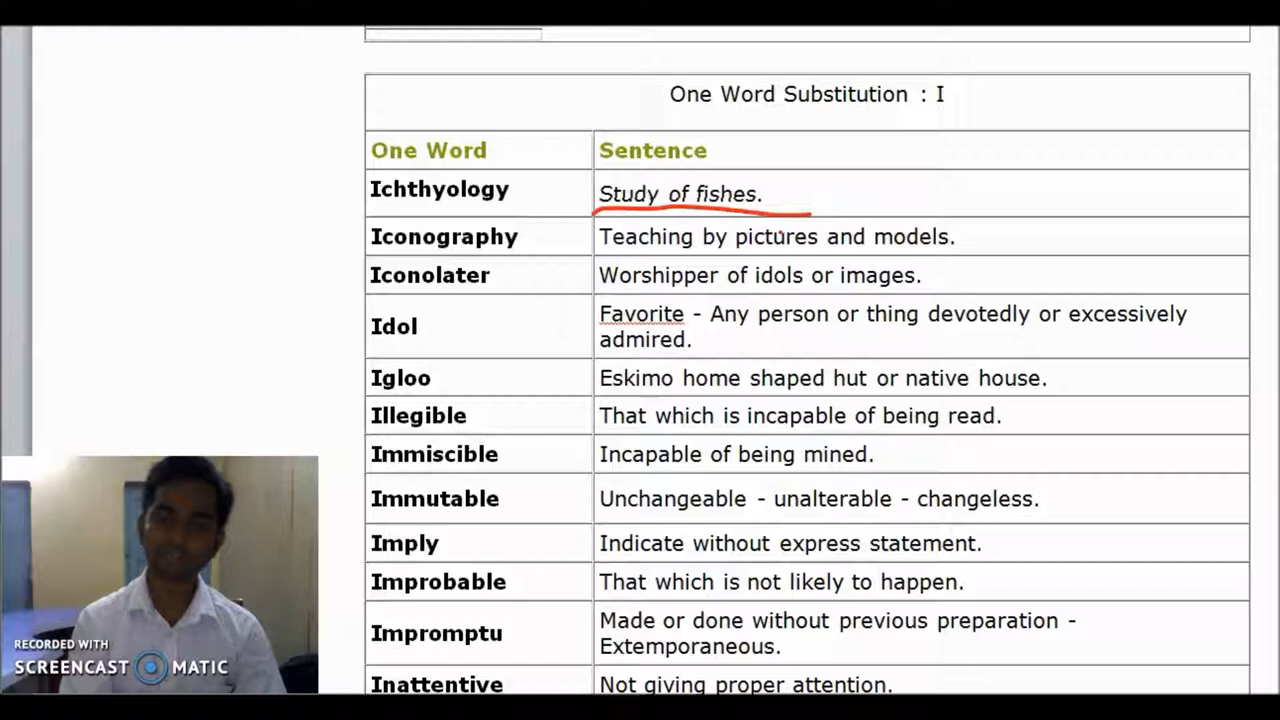 One Word Substitution : I
One Word Sentence
Ichthyology Study of fishes.
Iconography Teaching by pictures and models.
Iconolater Worshipper of idols or images.
Idol Favorite - Any person or thing devotedly or excessively
admired.
Igloo Eskimo home shaped hut or native house.
Illegible That which is incapable of being read.
Immiscible Incapable of being mined.
Immutable Unchangeable - unalterable - changeless.
Imply Indicate without express statement.
Improbable That which is not likely to happen.
Impromptu Made or done without previous preparation -
Extemporaneous.
Inattentive Not giving proper attention.
RECORDED WITH
SCREENCAST MATIC